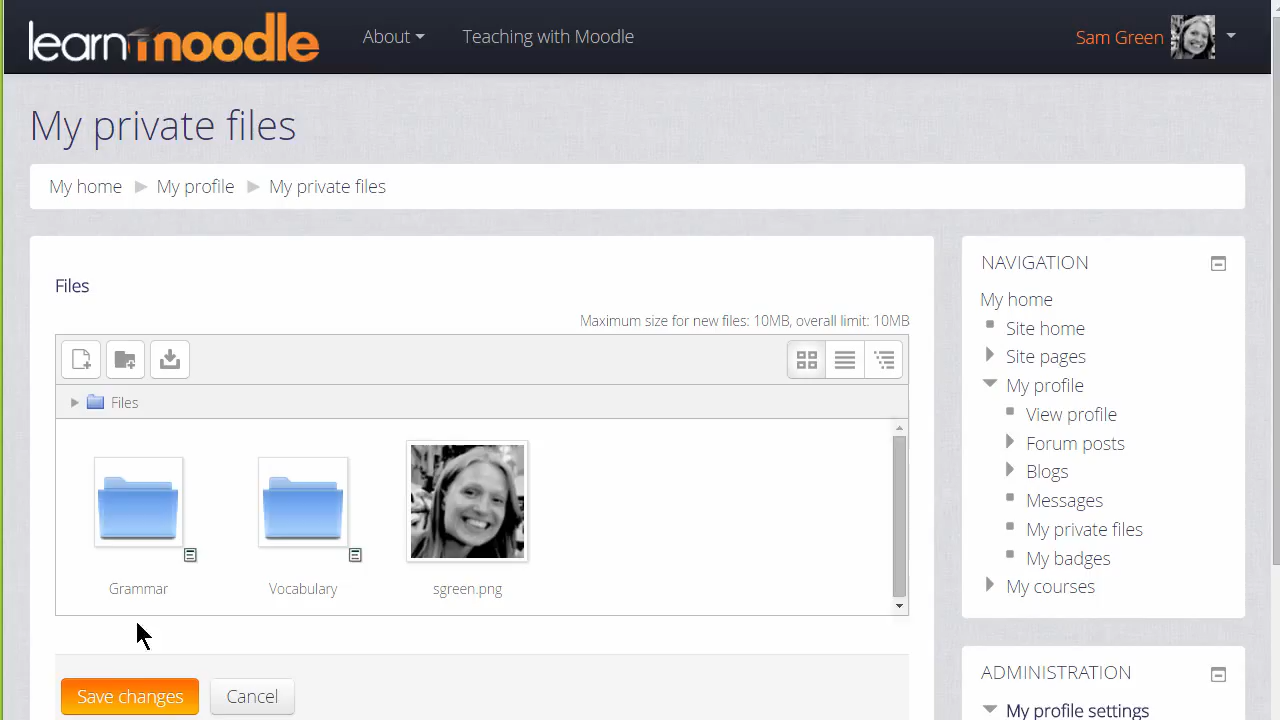 learn moodle
About
Teaching with Moodle
Sam Green
My private files
My home
My profile
My private files
Files
Maximum size for new files: 10MB, overall limit: 10MB
Files
Grammar
Vocabulary
sgreen.png
Save changes
Cancel
NAVIGATION
My home
Site home
Site pages
My profile
View profile
Forum posts
Blogs
Messages
My private files
My badges
My courses
ADMINISTRATION
My profile settings